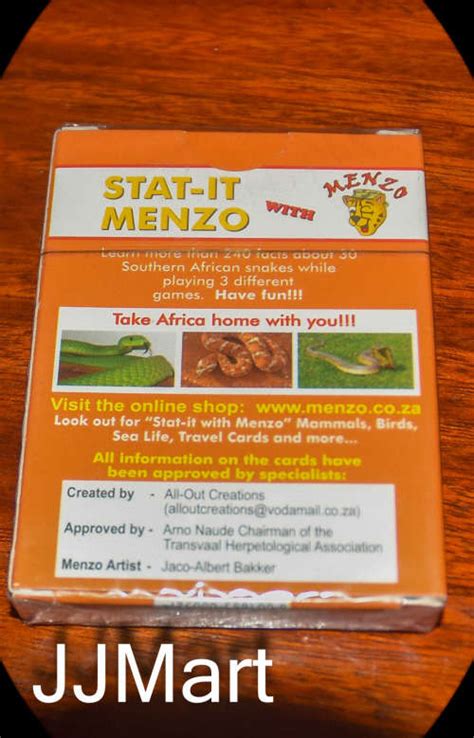 STAT-IT
MENZO
WITH
MENZO
Learn more than 240 facts about 30
Southern African snakes while
playing 3 different
games. Have fun!!!
Take Africa home with you!!!
Visit the online shop: www.menzo.co.za
Look out for "Stat-it with Menzo" Mammals, Birds,
Sea Life, Travel Cards and more...
All information on the cards have
been approved by specialists:
Created by - All-Out Creations
(alloutcreations@vodamail.co.za)
Approved by - Arno Naude Chairman of the
Transvaal Herpetological Association
Menzo Artist - Jaco-Albert Bakker
JJMart